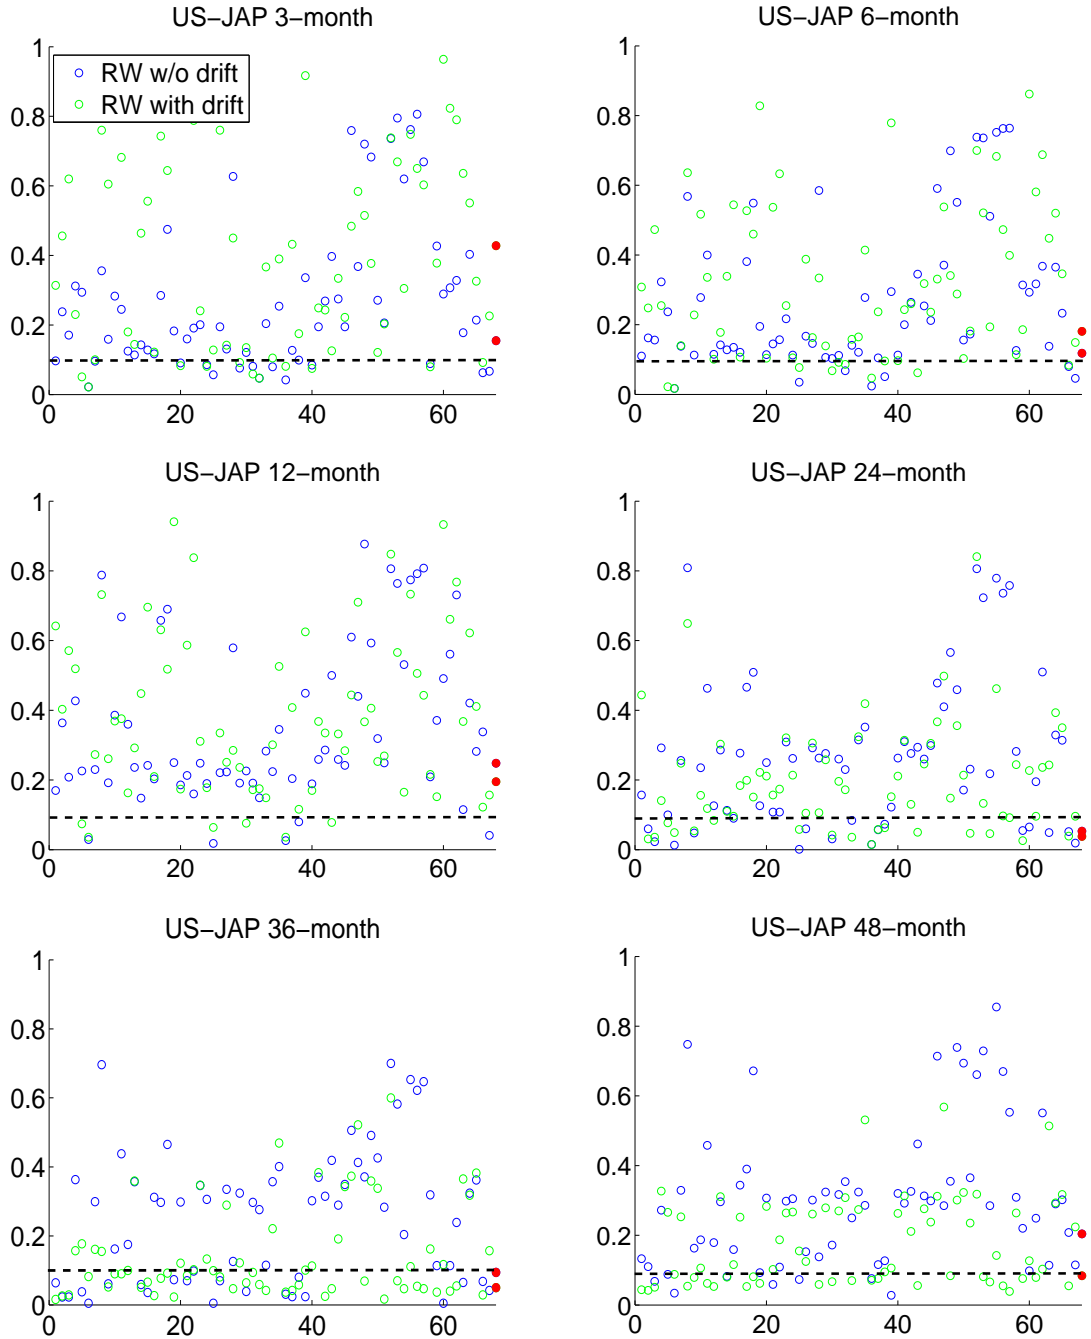 US−JAP 3−month
US−JAP 6−month
1
0.8
0.6
0.4
0.2
0
RW w/o drift
RW with drift
0 20 40 60
1
0.8
0.6
0.4
0.2
0
0 20 40 60
US−JAP 12−month
US−JAP 24−month
1
0.8
0.6
0.4
0.2
0
0 20 40 60
1
0.8
0.6
0.4
0.2
0
0 20 40 60
US−JAP 36−month
US−JAP 48−month
1
0.8
0.6
0.4
0.2
0
0 20 40 60
1
0.8
0.6
0.4
0.2
0
0 20 40 60